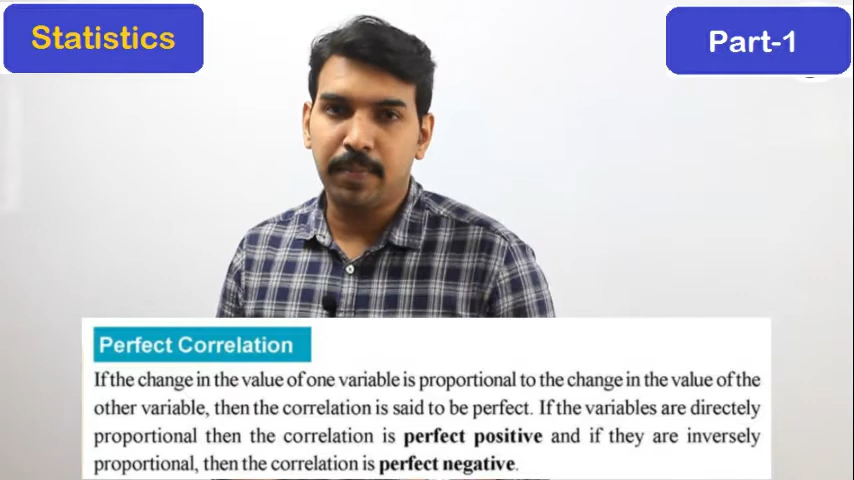 Statistics
Part-1
Perfect Correlation
If the change in the value of one variable is proportional to the change in the value of the
other variable, then the correlation is said to be perfect. If the variables are directely
proportional then the correlation is perfect positive and if they are inversely
proportional, then the correlation is perfect negative.